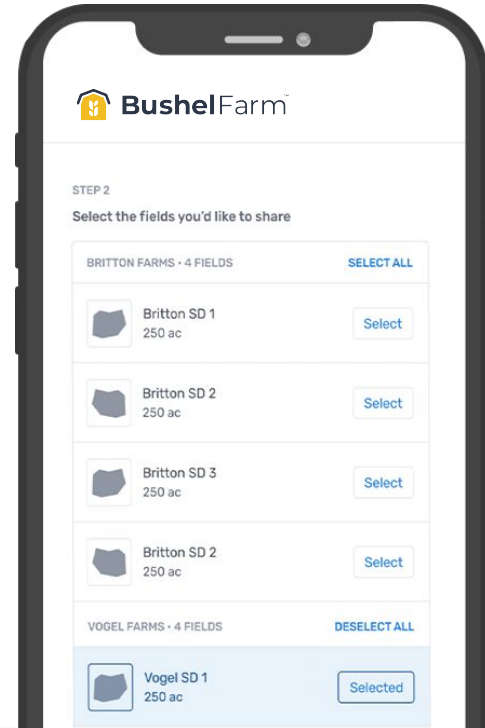 BushelFarm™
STEP 2
Select the fields you'd like to share
BRITTON FARMS • 4 FIELDS SELECT ALL
Britton SD 1
250 ac
Select
Britton SD 2
250 ac
Select
Britton SD 3
250 ac
Select
Britton SD 2
250 ac
Select
VOGEL FARMS • 4 FIELDS DESELECT ALL
Vogel SD 1
250 ac
Selected